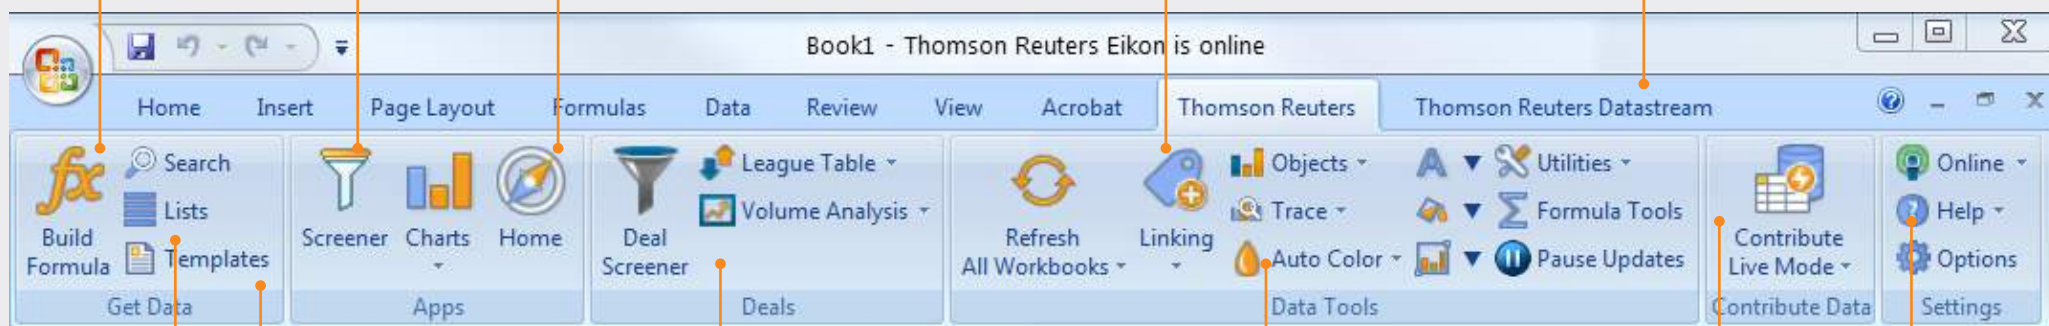 Book1 - Thomson Reuters Eikon is online
Home Insert Page Layout Formulas Data Review View Acrobat Thomson Reuters Thomson Reuters Datastream
fx Search
Lists
Build Formula
Templates
Get Data
Screener Charts Home
Apps
Deal Screener
League Table
Volume Analysis
Deals
Refresh
All Workbooks
Linking
Objects
Trace
Auto Color
A Utilities
Formula Tools
Pause Updates
Data Tools
Contribute
Live Mode
Contribute Data
Online
Help
Options
Settings